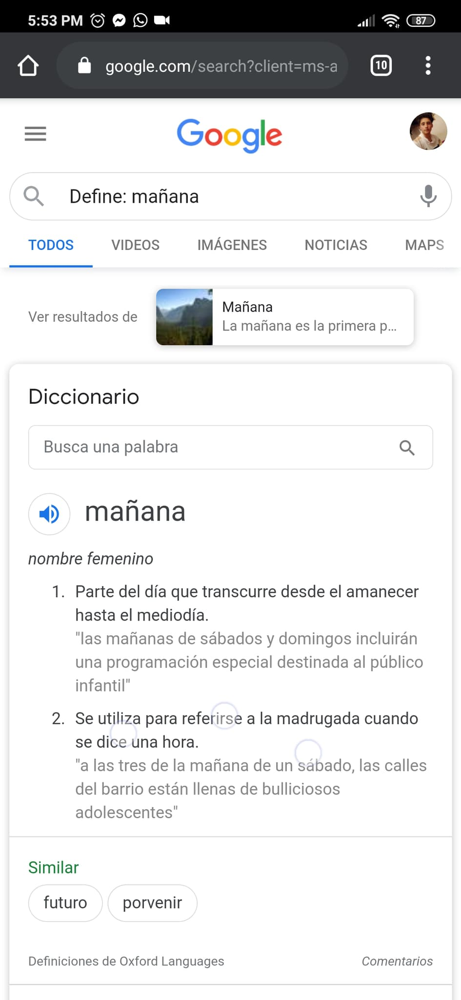 5:53 PM 87
google.com/search?client=ms-a 10
Google
Define: mañana
TODOS VIDEOS IMÁGENES NOTICIAS MAPS
Ver resultados de
Mañana
La mañana es la primera p...
Diccionario
Busca una palabra
mañana
nombre femenino
1. Parte del día que transcurre desde el amanecer
hasta el mediodía.
"las mañanas de sábados y domingos incluirán
una programación especial destinada al público
infantil"
2. Se utiliza para referirse a la madrugada cuando
se dice una hora.
"a las tres de la mañana de un sábado, las calles
del barrio están llenas de bulliciosos
adolescentes"
Similar
futuro porvenir
Definiciones de Oxford Languages Comentarios